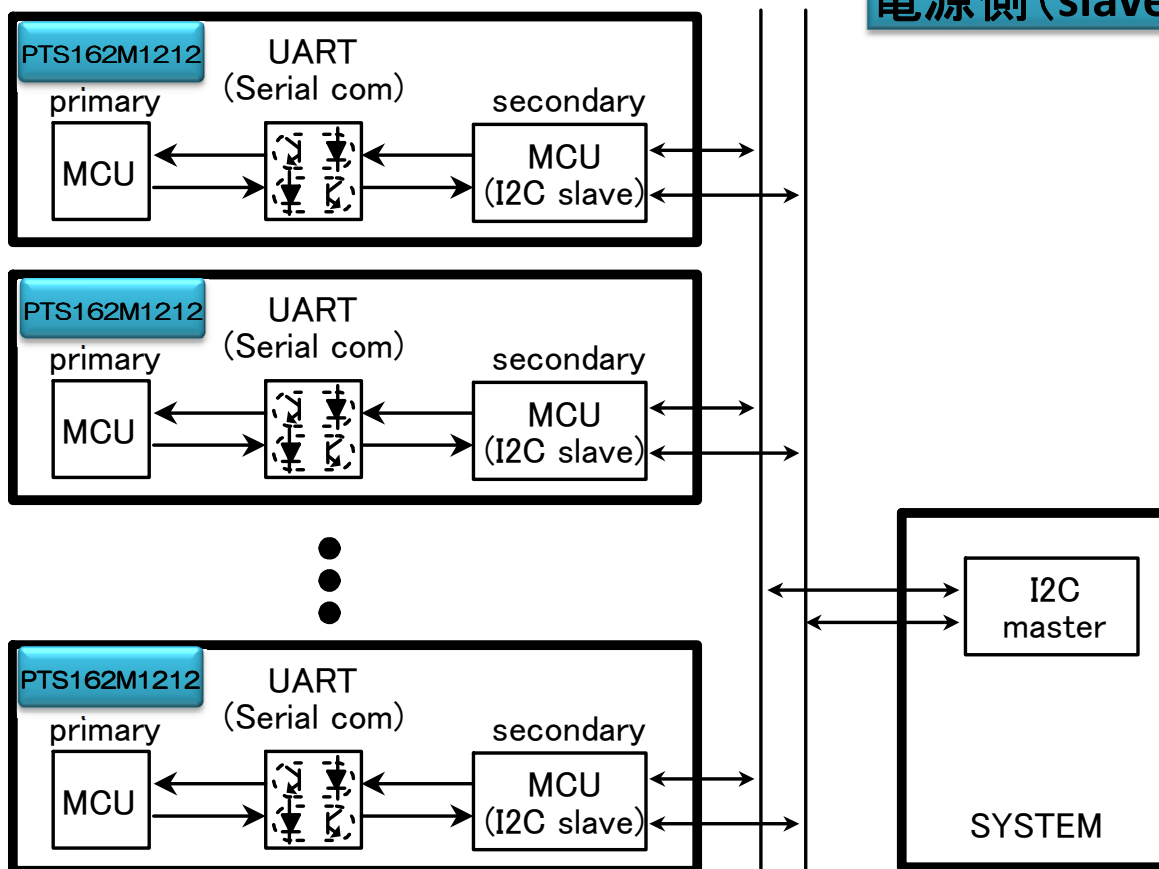 電源側(slave
PTS162M1212
UART
(Serial com)
primary
secondary
MCU
MCU
(I2C slave)
PTS162M1212
UART
(Serial com)
primary
secondary
MCU
MCU
(I2C slave)
I2C
master
SYSTEM
PTS162M1212
UART
(Serial com)
primary
secondary
MCU
MCU
(I2C slave)